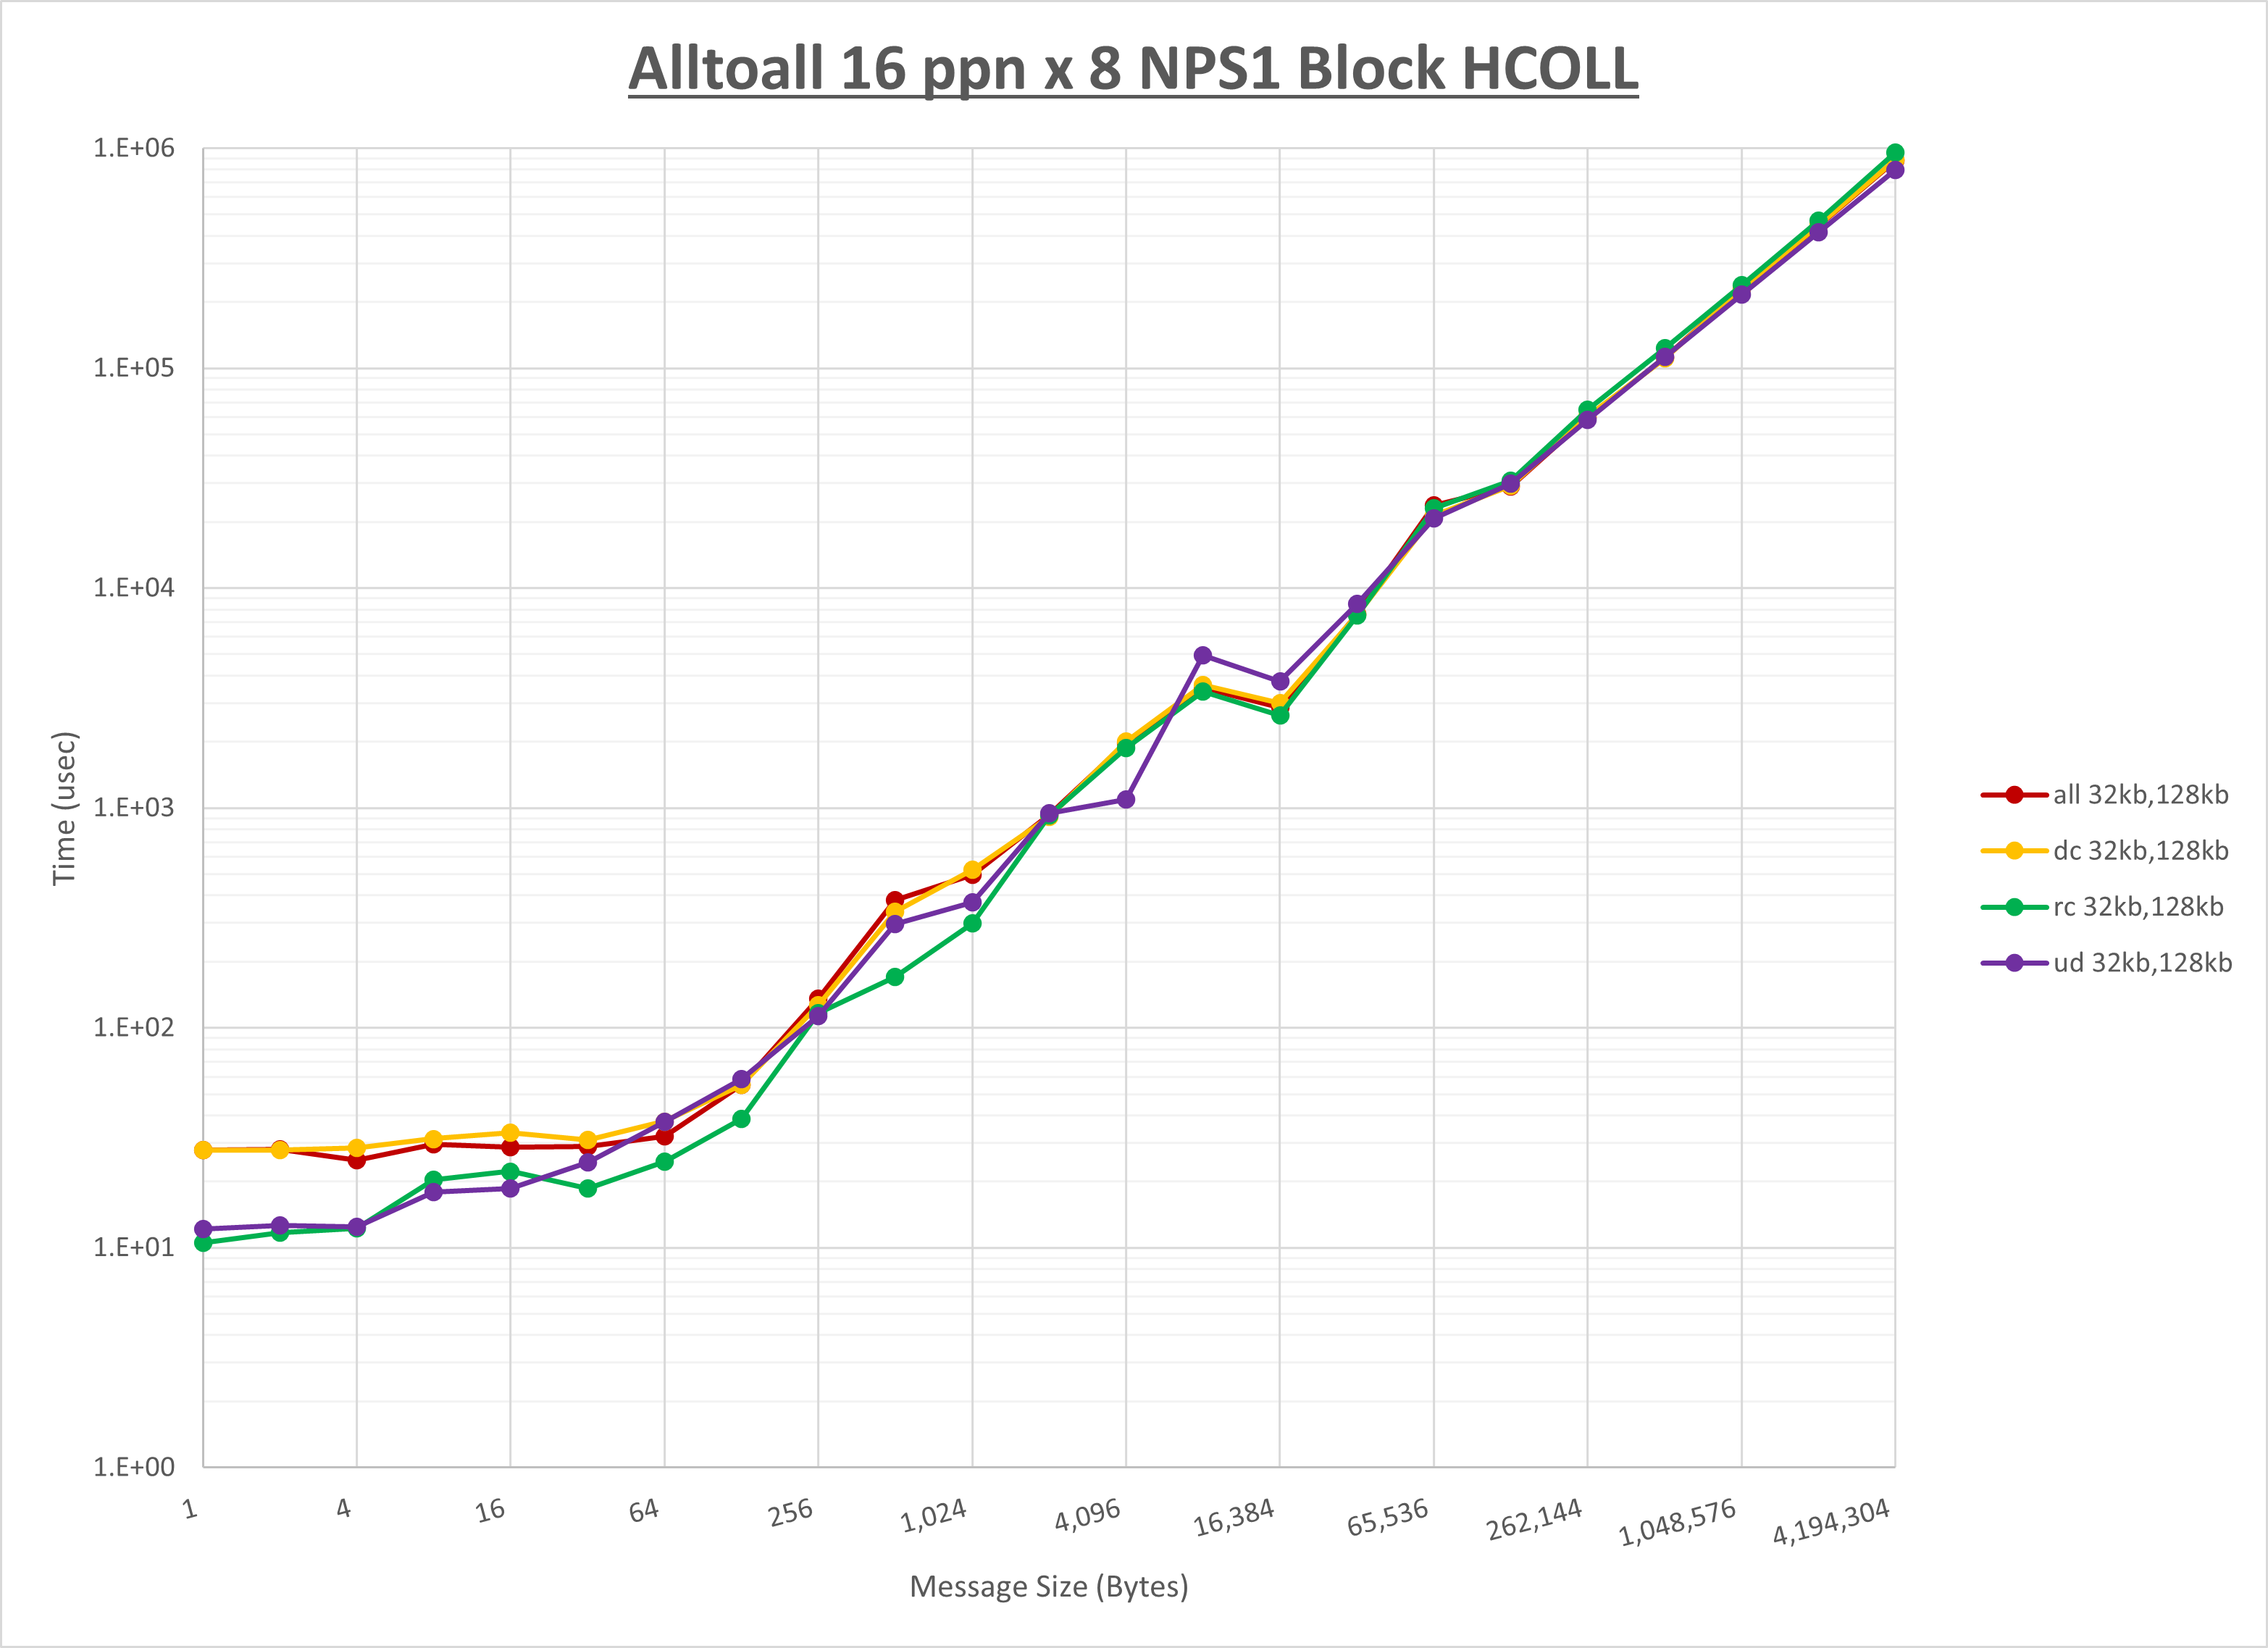 Alltoall 16 ppn x 8 NPS1 Block HCOLL
1.E+06
1.E+05
1.E+04
1.E+03
1.E+02
1.E+01
1.E+00
Time (usec)
1 4 16 64 256 1,024 4,096 16,384 65,536 262,144 1,048,576 4,194,304
Message Size (Bytes)
all 32kb,128kb
dc 32kb,128kb
rc 32kb,128kb
ud 32kb,128kb